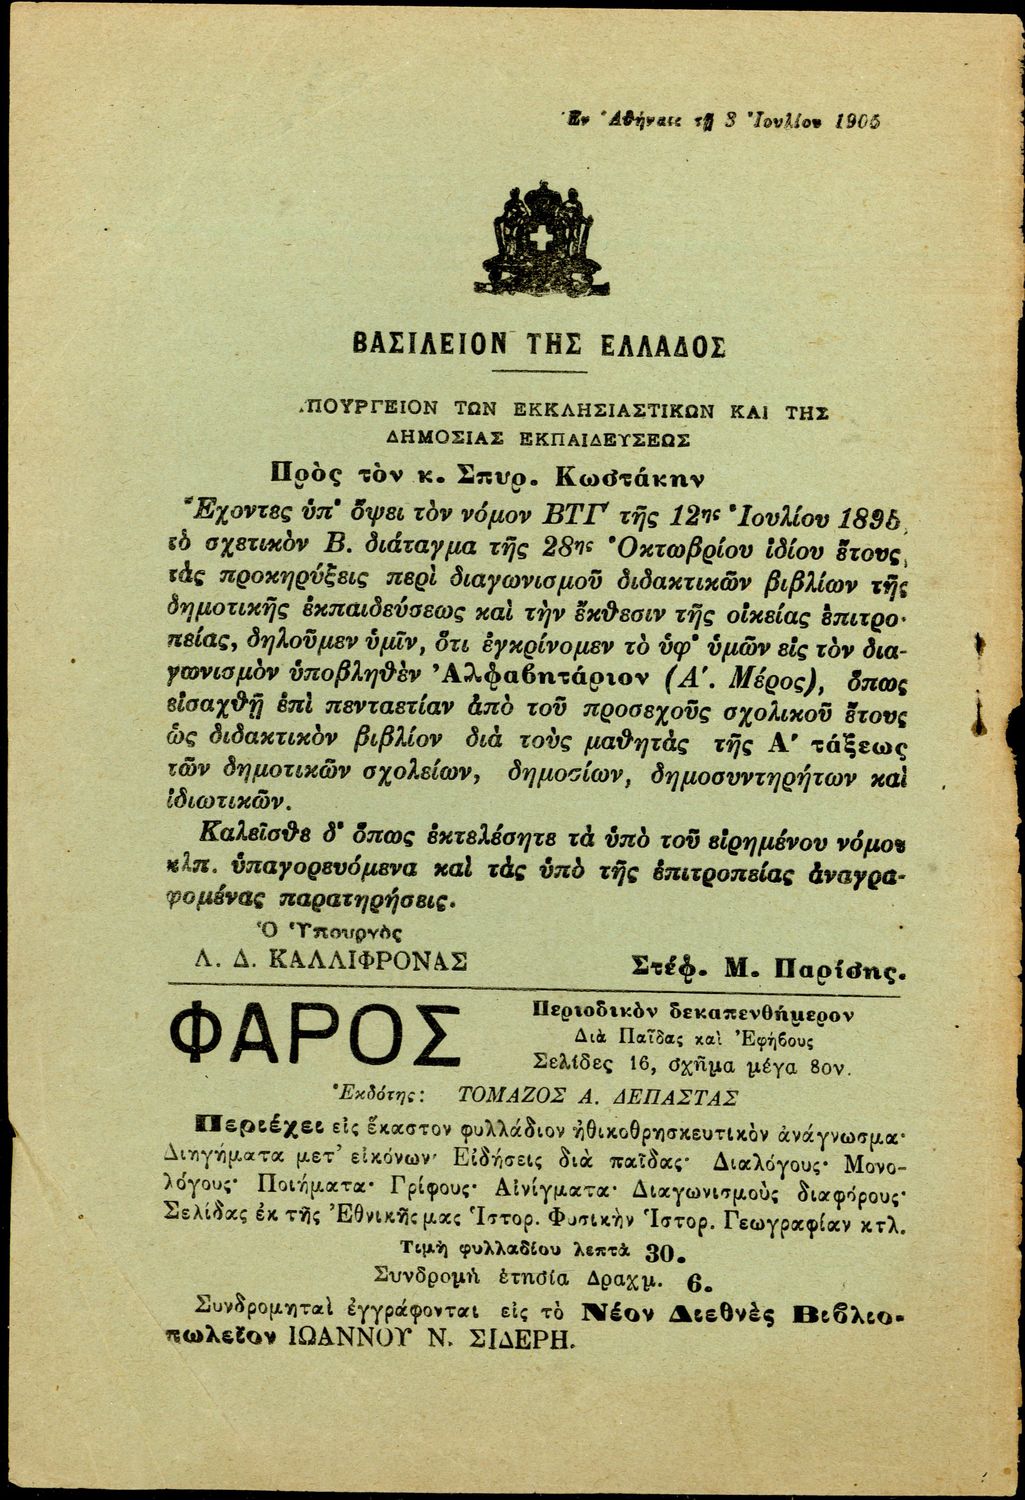 Ἐν Ἀθήναις τῇ 3 Ἰουλίου 1905
ΒΑΣΙΛΕΙΟΝ ΤΗΣ ΕΛΛΑΔΟΣ
ΠΟΥΡΓΕΙΟΝ ΤΩΝ ΕΚΚΛΗΣΙΑΣΤΙΚΩΝ ΚΑΙ ΤΗΣ
ΔΗΜΟΣΙΑΣ ΕΚΠΑΙΔΕΥΣΕΩΣ
Πρὸς τὸν κ. Σπυρ. Κωστάκην
Ἔχοντες ὑπ' ὄψει τὸν νόμον ΒΤΓʹ τῆς 12ης Ἰουλίου 1895,
τὸ σχετικὸν Β. διάταγμα τῆς 28ης Ὀκτωβρίου ἰδίου ἔτους,
τὰς προκηρύξεις περὶ διαγωνισμοῦ διδακτικῶν βιβλίων τῆς
δημοτικῆς ἐκπαιδεύσεως καὶ τὴν ἔκθεσιν τῆς οἰκείας ἐπιτρο-
πείας, δηλοῦμεν ὑμῖν, ὅτι ἐγκρίνομεν τὸ ὑφ' ὑμῶν εἰς τὸν δια-
γωνισμὸν ὑποβληθὲν Ἀλφαβητάριον (Α'. Μέρος), ὅπως
εἰσαχθῇ ἐπὶ πενταετίαν ἀπὸ τοῦ προσεχοῦς σχολικοῦ ἔτους
ὡς διδακτικὸν βιβλίον διὰ τοὺς μαθητὰς τῆς Α' τάξεως
τῶν δημοτικῶν σχολείων, δημοσίων, δημοσυντηρήτων καὶ
ἰδιωτικῶν.
Καλεῖσθε δ' ὅπως ἐκτελέσητε τὰ ὑπὸ τοῦ εἰρημένου νόμου
κλπ. ὑπαγορευόμενα καὶ τὰς ὑπὸ τῆς ἐπιτροπείας ἀναγρα-
φομένας παρατηρήσεις.
Ὁ Ὑπουργὸς
Λ. Δ. ΚΑΛΛΙΦΡΟΝΑΣ
Στέφ. Μ. Παρίσης.
ΦΑΡΟΣ
Περιοδικὸν δεκαπενθήμερον
Διὰ Παῖδας καὶ Ἐφήβους
Σελίδες 16, σχῆμα μέγα 8ον.
Ἐκδότης: ΤΟΜΑΖΟΣ Α. ΔΕΠΑΣΤΑΣ
Περιέχει εἰς ἕκαστον φυλλάδιον ἠθικοθρησκευτικὸν ἀνάγνωσμα·
Διηγήματα μετ' εἰκόνων· Εἰδήσεις διὰ παῖδας· Διαλόγους· Μονο-
λόγους· Ποιήματα· Γρίφους· Αἰνίγματα· Διαγωνισμοὺς διαφόρους·
Σελίδας ἐκ τῆς Ἐθνικῆς μας Ἱστορ. Φυσικὴν Ἱστορ. Γεωγραφίαν κτλ.
Τιμὴ φυλλαδίου λεπτὰ 30.
Συνδρομὴ ἐτησία Δραχμ. 6.
Συνδρομηταὶ ἐγγράφονται εἰς τὸ Νέον Διεθνὲς Βιβλιο-
πωλεῖον ΙΩΑΝΝΟΥ Ν. ΣΙΔΕΡΗ.